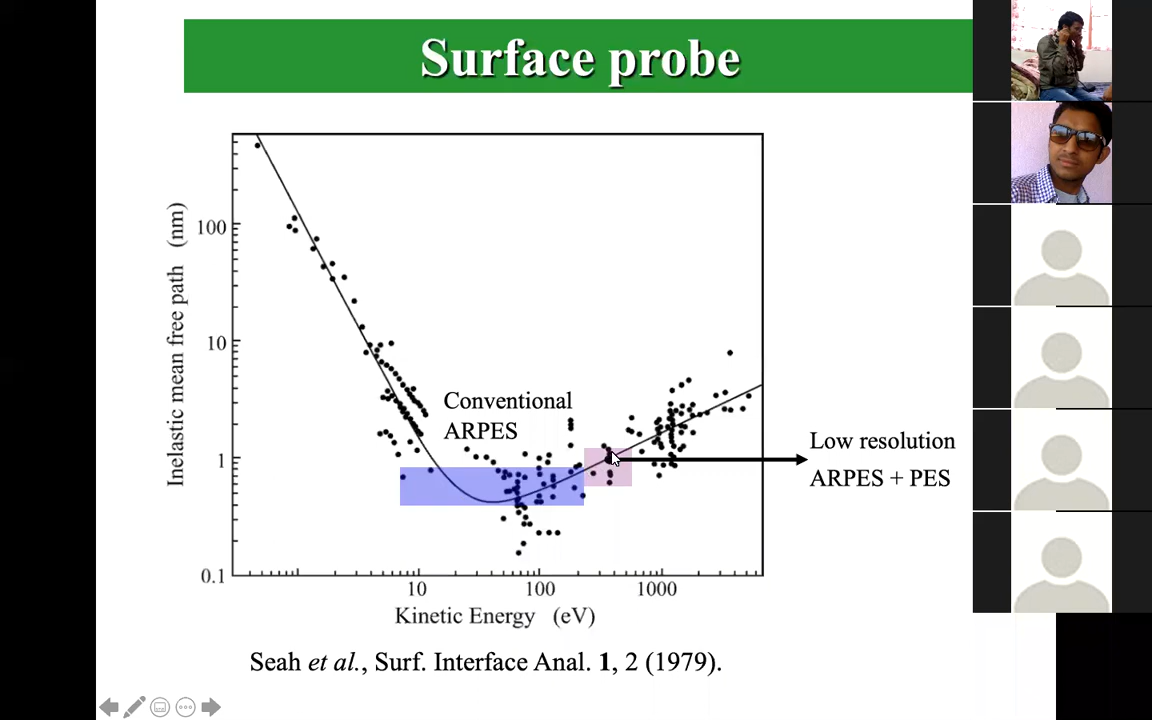 Surface probe
Inelastic mean free path (nm)
100
10
1
0.1
Conventional
ARPES
Low resolution
ARPES + PES
10
100
1000
Kinetic Energy (eV)
Seah et al., Surf. Interface Anal. 1, 2 (1979).